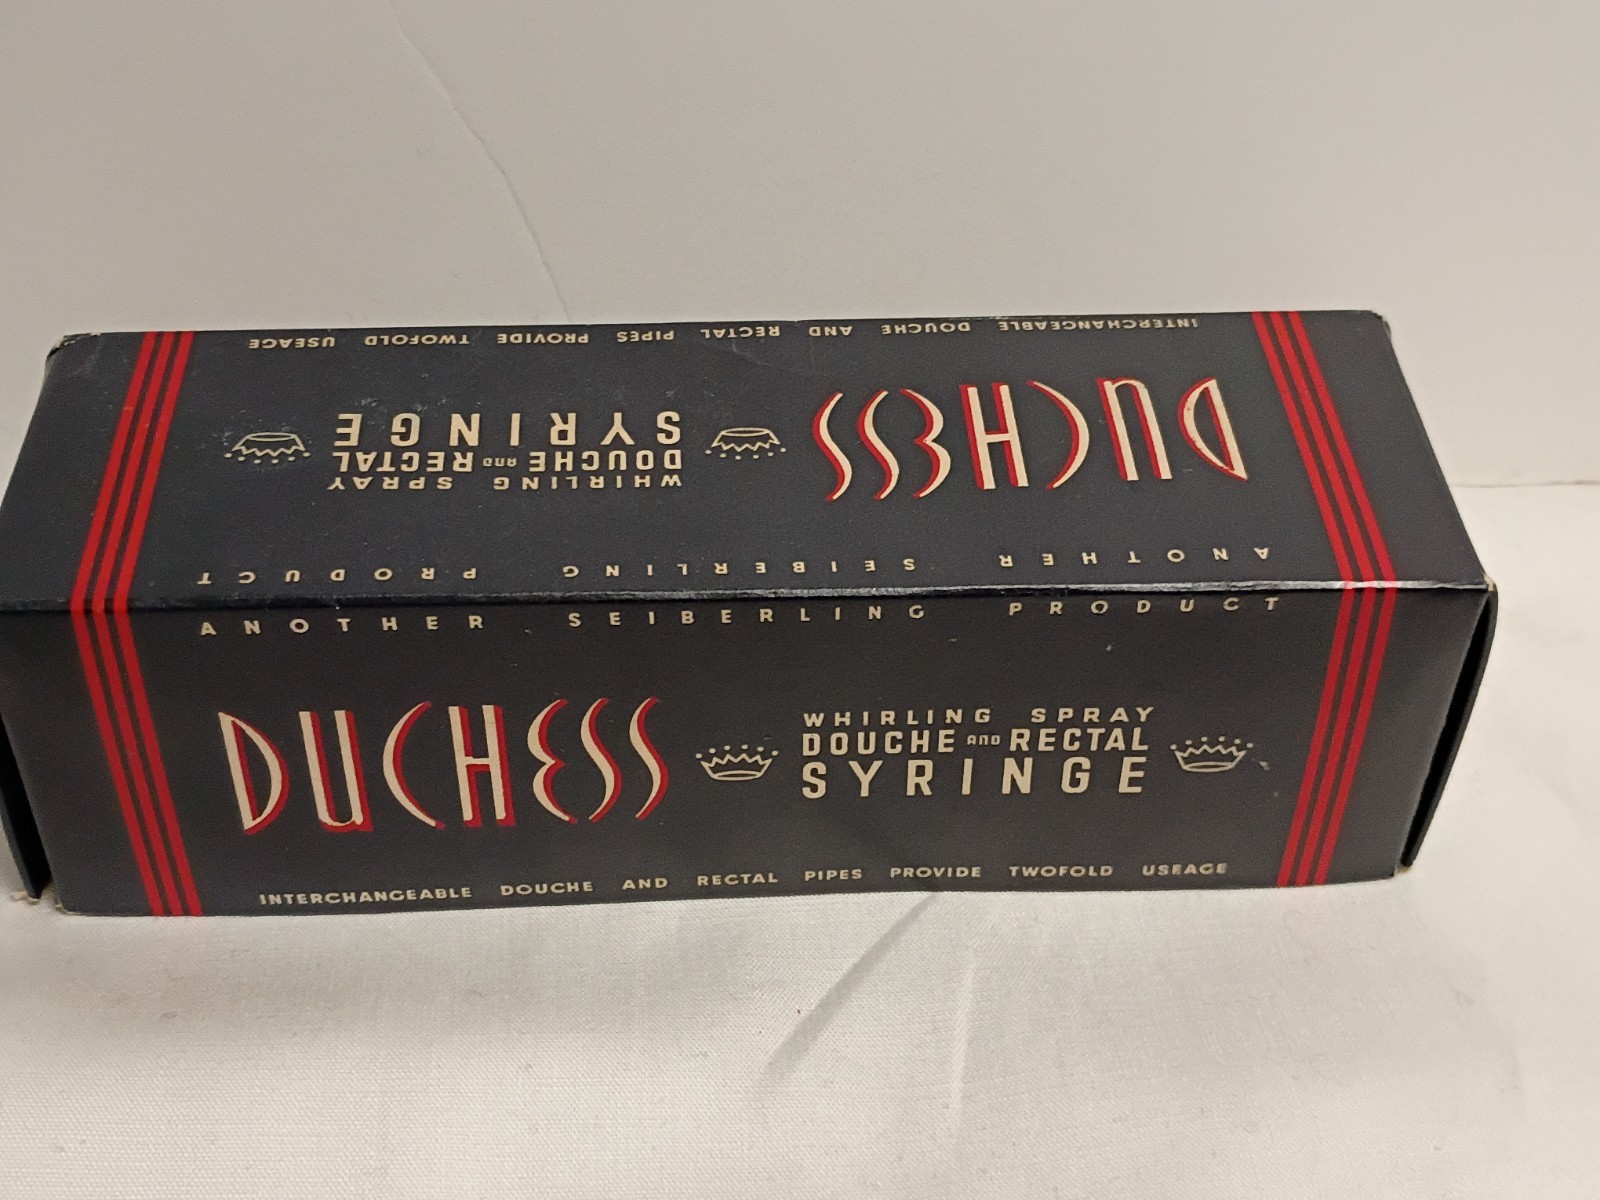 INTERCHANGEABLE DOUCHE AND RECTAL PIPES PROVIDE TWOFOLD USEAGE
DUCHESS
WHIRLING SPRAY
DOUCHE AND RECTAL
SYRINGE
ANOTHER SEIBERLING PRODUCT
ANOTHER SEIBERLING PRODUCT
DUCHESS
WHIRLING SPRAY
DOUCHE AND RECTAL
SYRINGE
INTERCHANGEABLE DOUCHE AND RECTAL PIPES PROVIDE TWOFOLD USEAGE